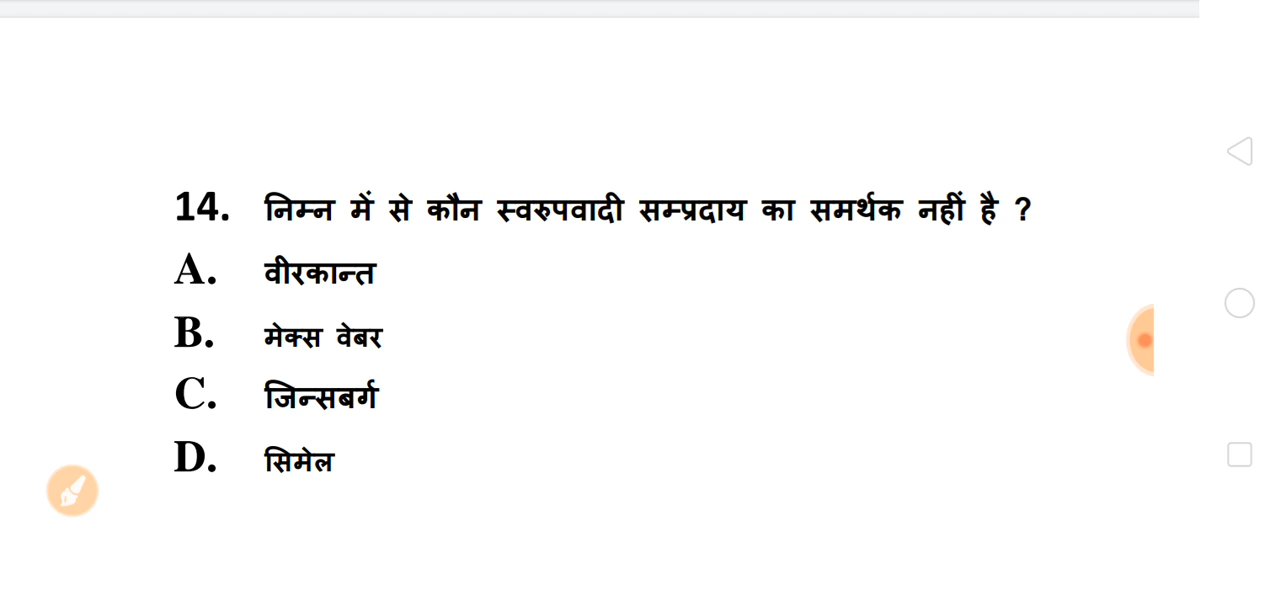 14. निम्न में से कौन स्वरुपवादी सम्प्रदाय का समर्थक नहीं है ?
A. वीरकान्त
B. मेक्स वेबर
C. जिन्सबर्ग
D. सिमेल